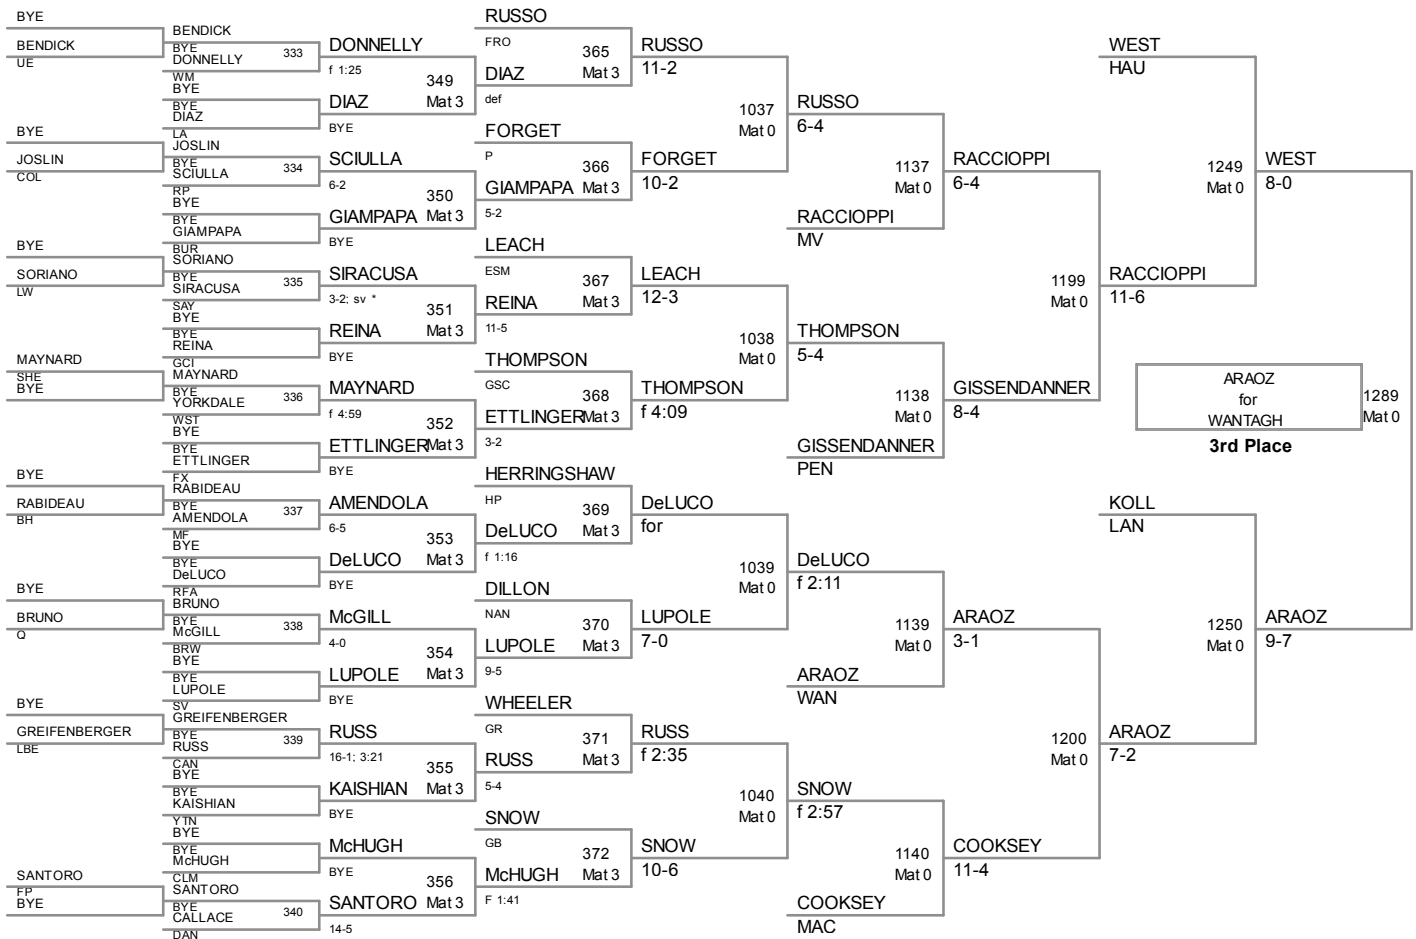 BYE
BENDICK
UE
BYE
JOSLIN
COL
BYE
SORIANO
LW
MAYNARD
SHE
BYE
BYE
RABIDEAU
BH
BYE
BRUNO
Q
BYE
GREIFENBERGER
LBE
SANTORO
FP
BYE
BENDICK
BYE
DONNELLY
333
WM
BYE
BYE
DIAZ
LA
JOSLIN
BYE
SCIULLA
334
RP
BYE
BYE
GIAMPAPA
BUR
SORIANO
BYE
SIRACUSA
335
SAY
BYE
BYE
REINA
GCI
MAYNARD
BYE
YORKDALE
336
WST
BYE
BYE
ETTLINGER
FX
RABIDEAU
BYE
AMENDOLA
337
MF
BYE
BYE
DeLUCO
RFA
BRUNO
BYE
McGILL
338
BRW
BYE
BYE
LUPOLE
SV
GREIFENBERGER
BYE
RUSS
339
CAN
BYE
BYE
KAISHIAN
YTN
BYE
BYE
McHUGH
CLM
SANTORO
BYE
CALLACE
340
DAN
DONNELLY
f 1:25
349
Mat 3
DIAZ
BYE
SCIULLA
6-2
350
Mat 3
GIAMPAPA
BYE
SIRACUSA
3-2; sv *
351
Mat 3
REINA
BYE
MAYNARD
f 4:59
352
Mat 3
ETTLINGER
BYE
AMENDOLA
6-5
353
Mat 3
DeLUCO
BYE
McGILL
4-0
354
Mat 3
LUPOLE
BYE
RUSS
16-1; 3:21
355
Mat 3
KAISHIAN
BYE
McHUGH
BYE
356
Mat 3
SANTORO
14-5
RUSSO
FRO
365
Mat 3
DIAZ
def
FORGET
P
366
Mat 3
GIAMPAPA
5-2
LEACH
ESM
367
Mat 3
REINA
11-5
THOMPSON
GSC
368
Mat 3
ETTLINGER
3-2
HERRINGSHAW
HP
369
Mat 3
DeLUCO
f 1:16
DILLON
NAN
370
Mat 3
LUPOLE
9-5
WHEELER
GR
371
Mat 3
RUSS
5-4
SNOW
GB
372
Mat 3
McHUGH
F 1:41
RUSSO
11-2
1037
Mat 0
FORGET
10-2
LEACH
12-3
1038
Mat 0
THOMPSON
f 4:09
DeLUCO
for
1039
Mat 0
LUPOLE
7-0
RUSS
f 2:35
1040
Mat 0
SNOW
10-6
RUSSO
6-4
1137
Mat 0
RACCIOPPI
MV
THOMPSON
5-4
1138
Mat 0
GISSENDANNER
PEN
DeLUCO
f 2:11
1139
Mat 0
ARAOZ
WAN
SNOW
f 2:57
1140
Mat 0
COOKSEY
MAC
RACCIOPPI
6-4
1199
Mat 0
GISSENDANNER
8-4
ARAOZ
3-1
1200
Mat 0
COOKSEY
11-4
WEST
HAU
1249
Mat 0
RACCIOPPI
11-6
KOLL
LAN
1250
Mat 0
ARAOZ
7-2
WEST
8-0
ARAOZ
for
WANTAGH
1289
Mat 0
3rd Place
ARAOZ
9-7